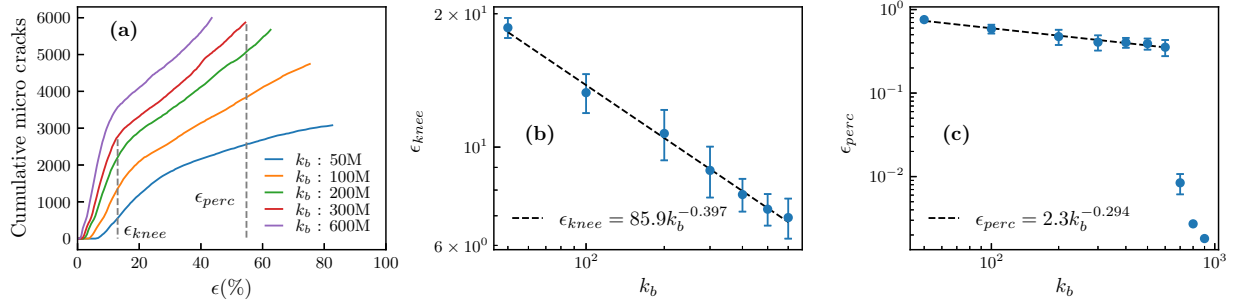 (a)
Cumulative micro cracks
6000
5000
4000
3000
2000
1000
0
0 20 40 60 80 100
ϵ(%)
ϵ_knee
ϵ_perc
k_b : 50M
k_b : 100M
k_b : 200M
k_b : 300M
k_b : 600M
(b)
ϵ_knee
10^1
6 × 10^0
2 × 10^1
10^2
k_b
ϵ_knee = 85.9k_b^{-0.397}
(c)
ϵ_perc
10^0
10^{-1}
10^{-2}
10^2 10^3
k_b
ϵ_perc = 2.3k_b^{-0.294}